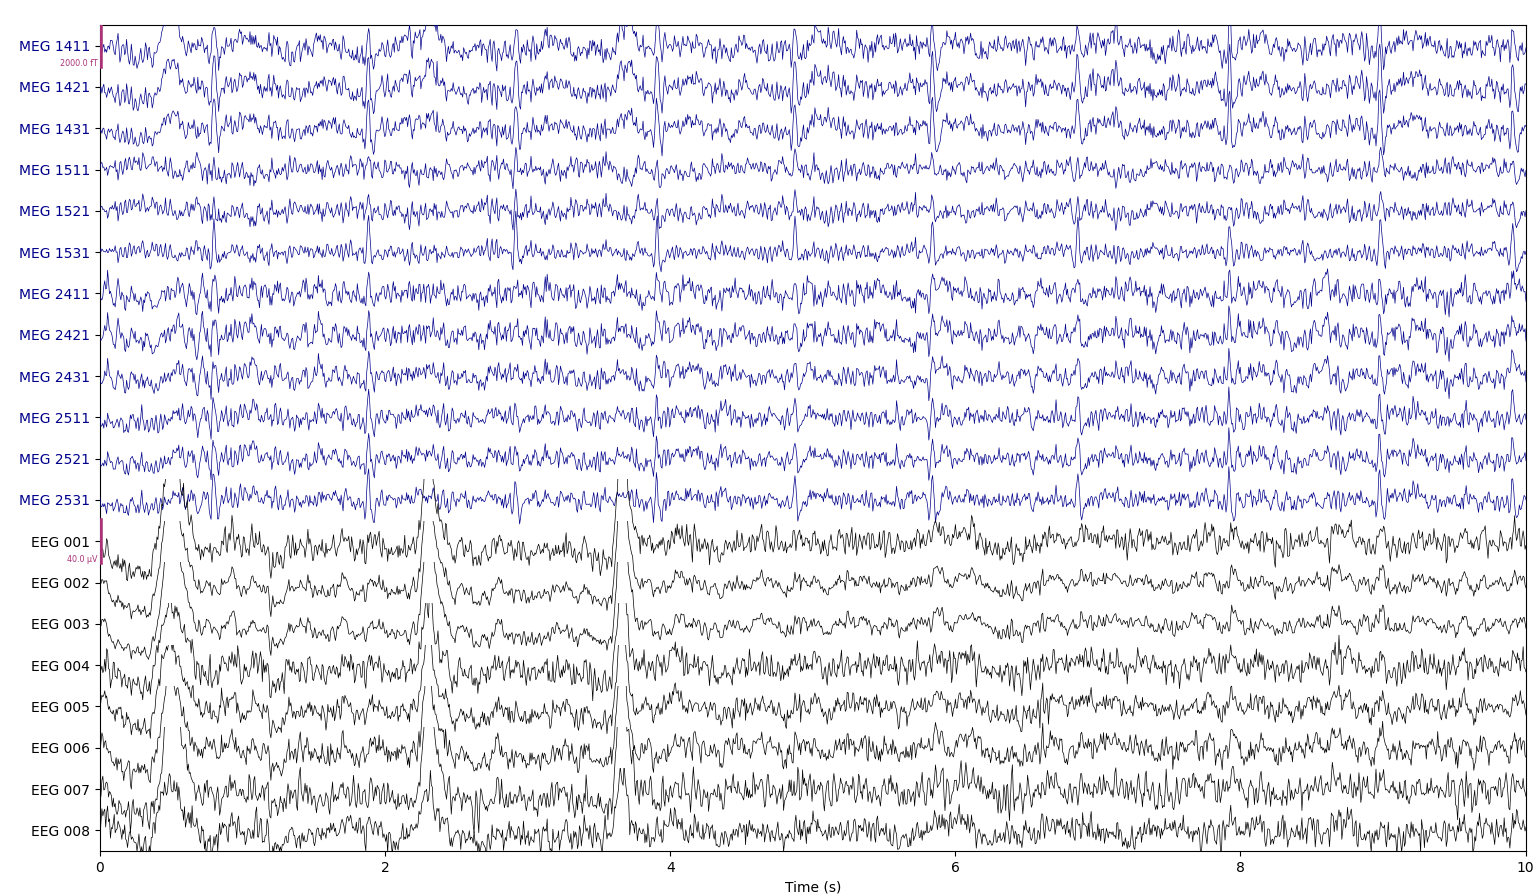 MEG 1411
2000.0 fT
MEG 1421
MEG 1431
MEG 1511
MEG 1521
MEG 1531
MEG 2411
MEG 2421
MEG 2431
MEG 2511
MEG 2521
MEG 2531
EEG 001
40.0 µV
EEG 002
EEG 003
EEG 004
EEG 005
EEG 006
EEG 007
EEG 008
0 2 4 6 8 10
Time (s)